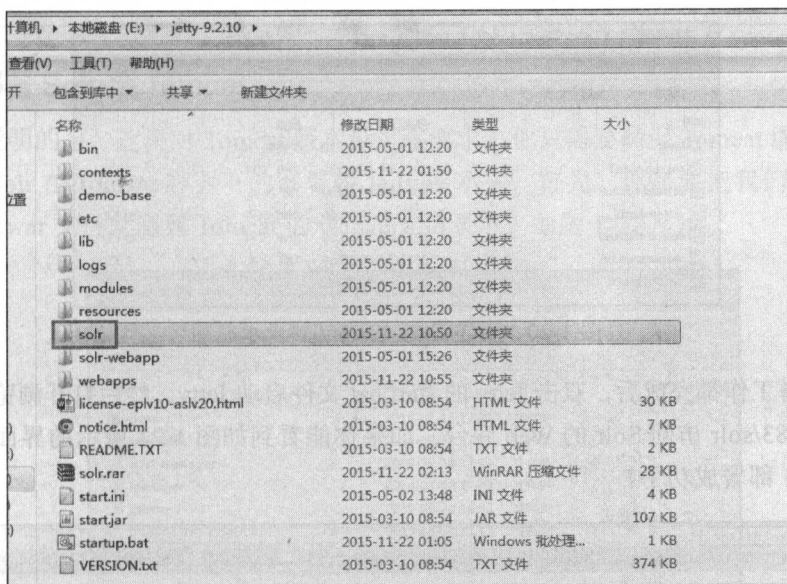 计算机 ▸ 本地磁盘 (E:) ▸ jetty-9.2.10 ▸
查看(V) 工具(T) 帮助(H)
开 包含到库中 ▾ 共享 ▾ 新建文件夹
名称 修改日期 类型 大小
bin 2015-05-01 12:20 文件夹
contexts 2015-11-22 01:50 文件夹
位置
demo-base 2015-05-01 12:20 文件夹
etc 2015-05-01 12:20 文件夹
lib 2015-05-01 12:20 文件夹
logs 2015-05-01 12:20 文件夹
modules 2015-05-01 12:20 文件夹
resources 2015-05-01 12:20 文件夹
solr 2015-11-22 10:50 文件夹
solr-webapp 2015-05-01 15:26 文件夹
webapps 2015-11-22 10:55 文件夹
license-eplv10-aslv20.html 2015-03-10 08:54 HTML 文件 30 KB
notice.html 2015-03-10 08:54 HTML 文件 7 KB
README.TXT 2015-03-10 08:54 TXT 文件 2 KB
solr.rar 2015-11-22 02:13 WinRAR 压缩文件 28 KB
start.ini 2015-05-02 13:48 INI 文件 4 KB
start.jar 2015-03-10 08:54 JAR 文件 107 KB
startup.bat 2015-11-22 01:05 Windows 批处理... 1 KB
VERSION.txt 2015-03-10 08:54 TXT 文件 374 KB